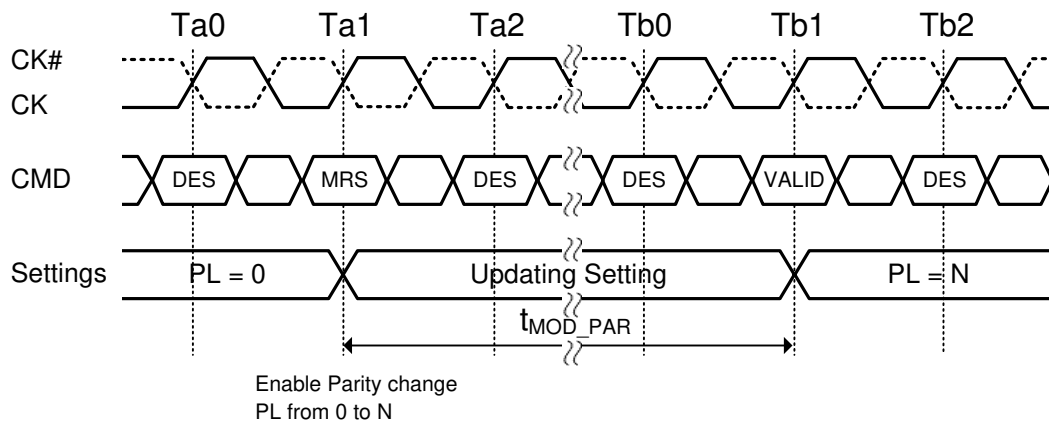 Ta0 Ta1 Ta2 Tb0 Tb1 Tb2
CK#
CK
CMD DES MRS DES DES VALID DES
Settings PL = 0 Updating Setting PL = N
tMOD_PAR
Enable Parity change
PL from 0 to N